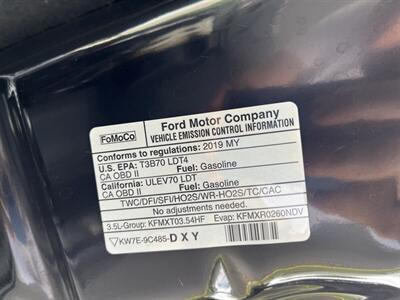 FoMoCo
Ford Motor Company
VEHICLE EMISSION CONTROL INFORMATION
Conforms to regulations: 2019 MY
U.S. EPA: T3B70 LDT4
CA OBD II Fuel: Gasoline
California: ULEV70 LDT
CA OBD II Fuel: Gasoline
TWC/DFI/SFI/HO2S/WR-HO2S/TC/CAC
No adjustments needed.
3.5L-Group: KFMXT03.54HF Evap: KFMXR0260NDV
KW7E-9C485-DXY